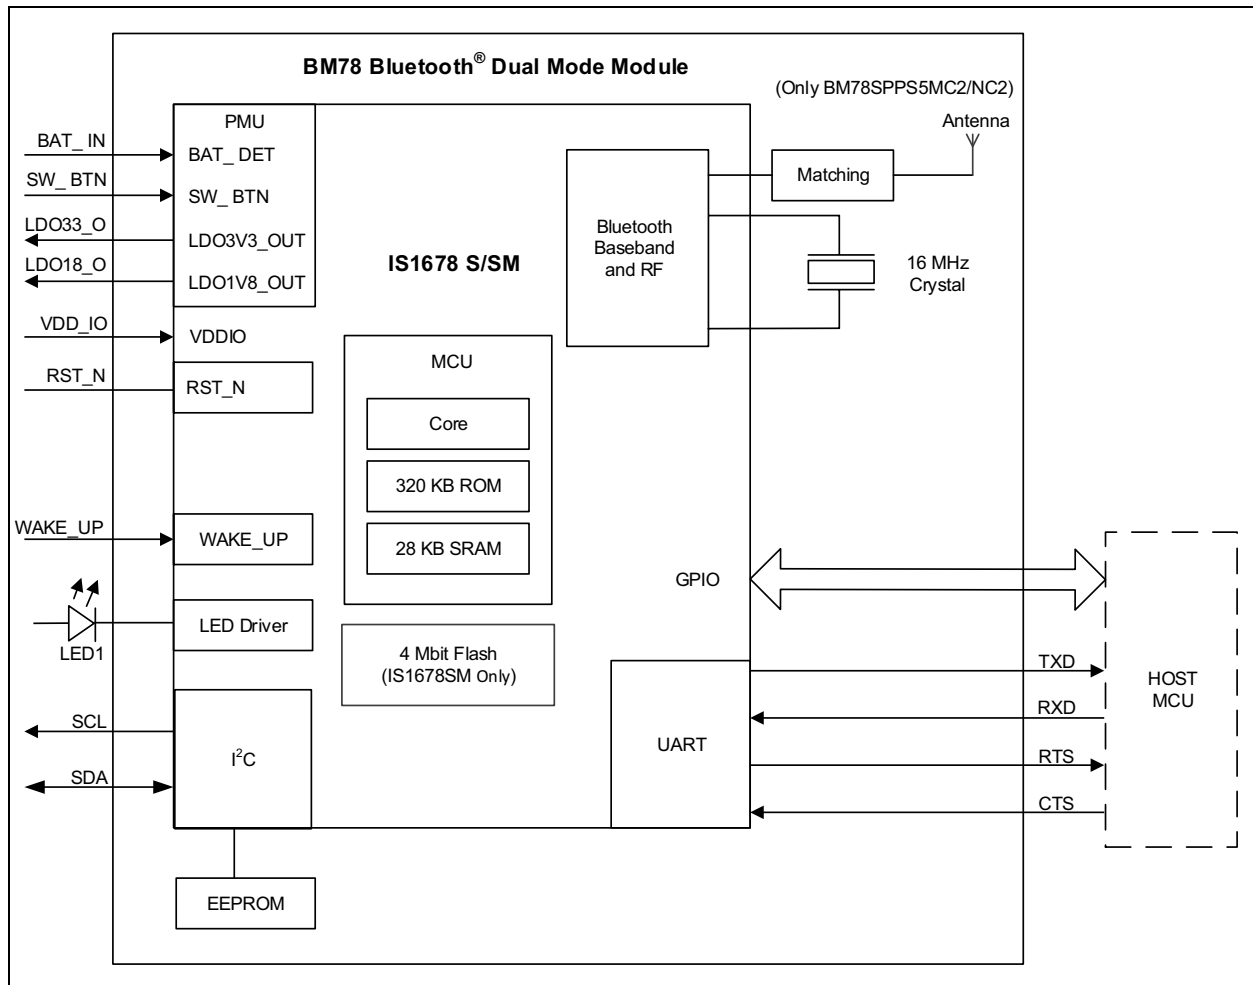 BM78 Bluetooth® Dual Mode Module
(Only BM78SPPS5MC2/NC2)
Antenna
PMU
BAT_ IN
BAT_ DET
SW_ BTN
SW_ BTN
LDO33_O
LDO3V3_OUT
LDO18_O
LDO1V8_OUT
VDD_IO
VDDIO
RST_N
RST_N
IS1678 S/SM
Bluetooth
Baseband
and RF
Matching
16 MHz
Crystal
MCU
Core
320 KB ROM
28 KB SRAM
WAKE_UP
WAKE_UP
LED1
LED Driver
4 Mbit Flash
(IS1678SM Only)
GPIO
SCL
SDA
I²C
EEPROM
UART
TXD
RXD
RTS
CTS
HOST
MCU